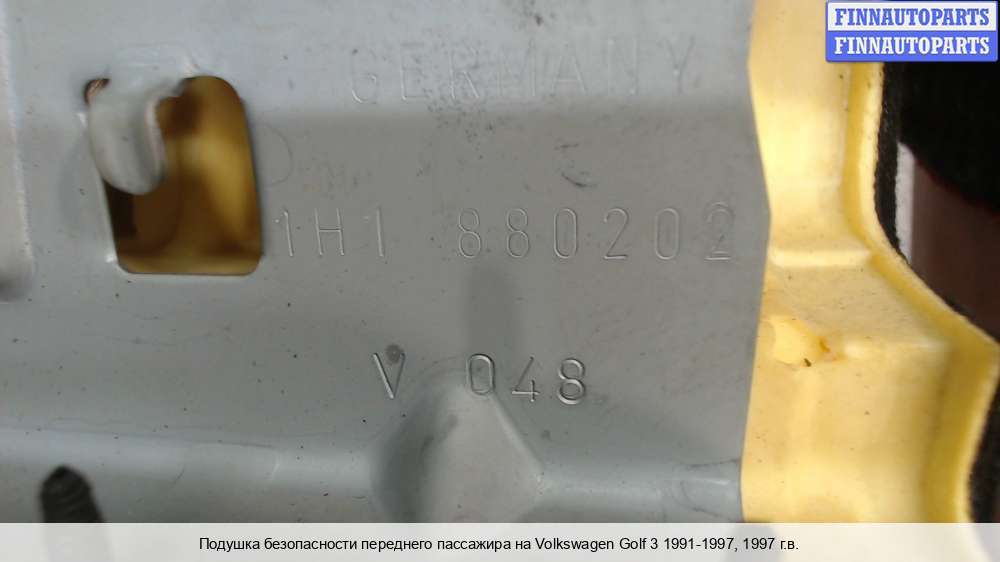 FINNAUTOPARTS
FINNAUTOPARTS
GERMANY
1H1 880202
V 048
Подушка безопасности переднего пассажира на Volkswagen Golf 3 1991-1997, 1997 г.в.